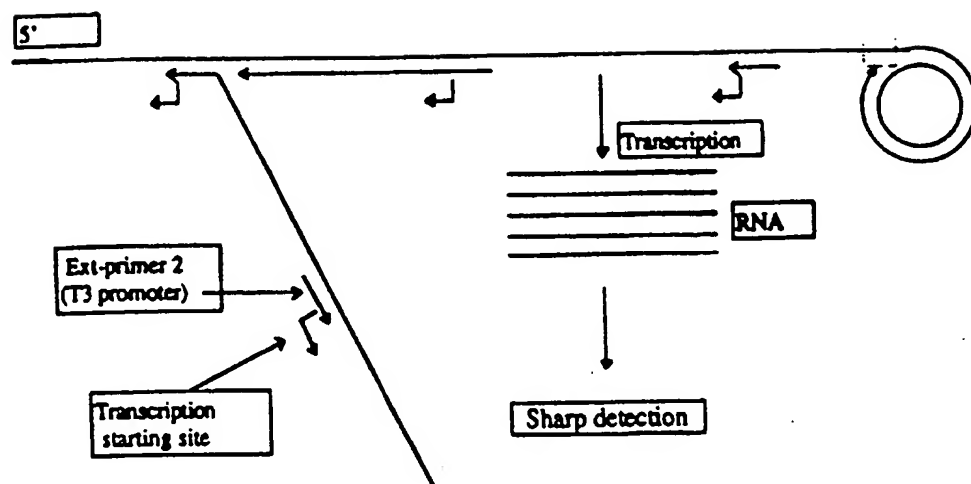 5'
Transcription
RNA
Ext-primer 2
(T3 promoter)
Transcription
starting site
Sharp detection